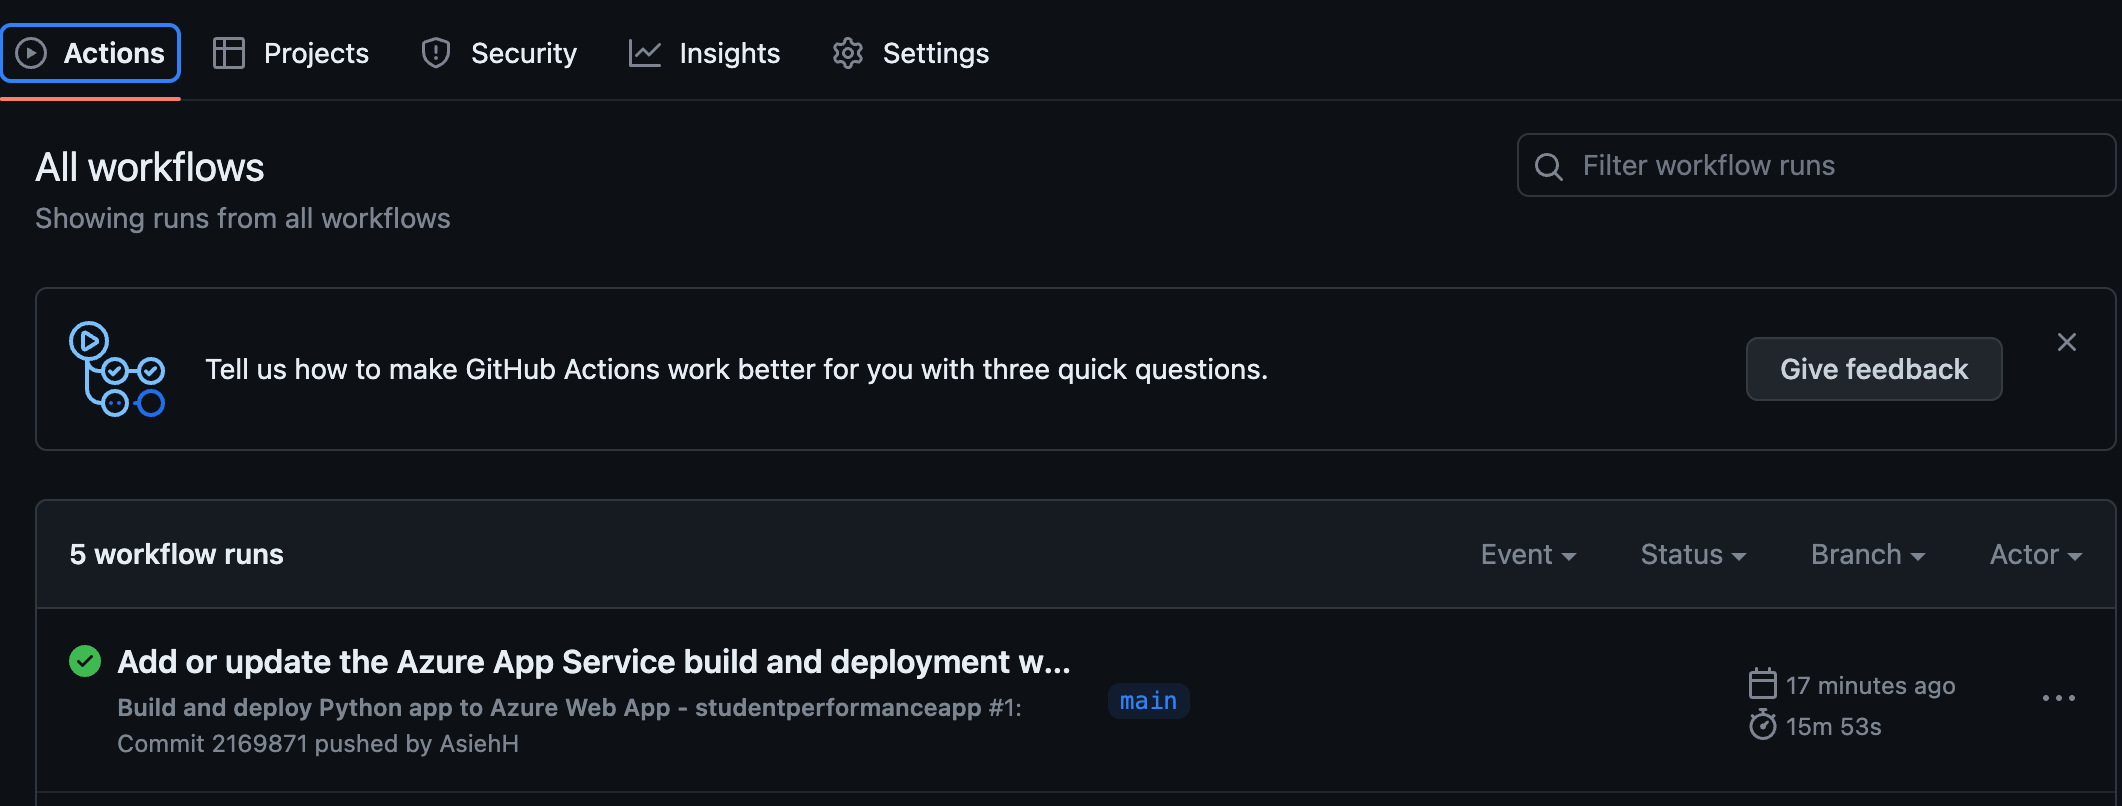 Actions
Projects
Security
Insights
Settings
All workflows
Showing runs from all workflows
Filter workflow runs
Tell us how to make GitHub Actions work better for you with three quick questions.
Give feedback
5 workflow runs
Event
Status
Branch
Actor
Add or update the Azure App Service build and deployment w...
Build and deploy Python app to Azure Web App - studentperformanceapp #1:
Commit 2169871 pushed by AsiehH
main
17 minutes ago
15m 53s